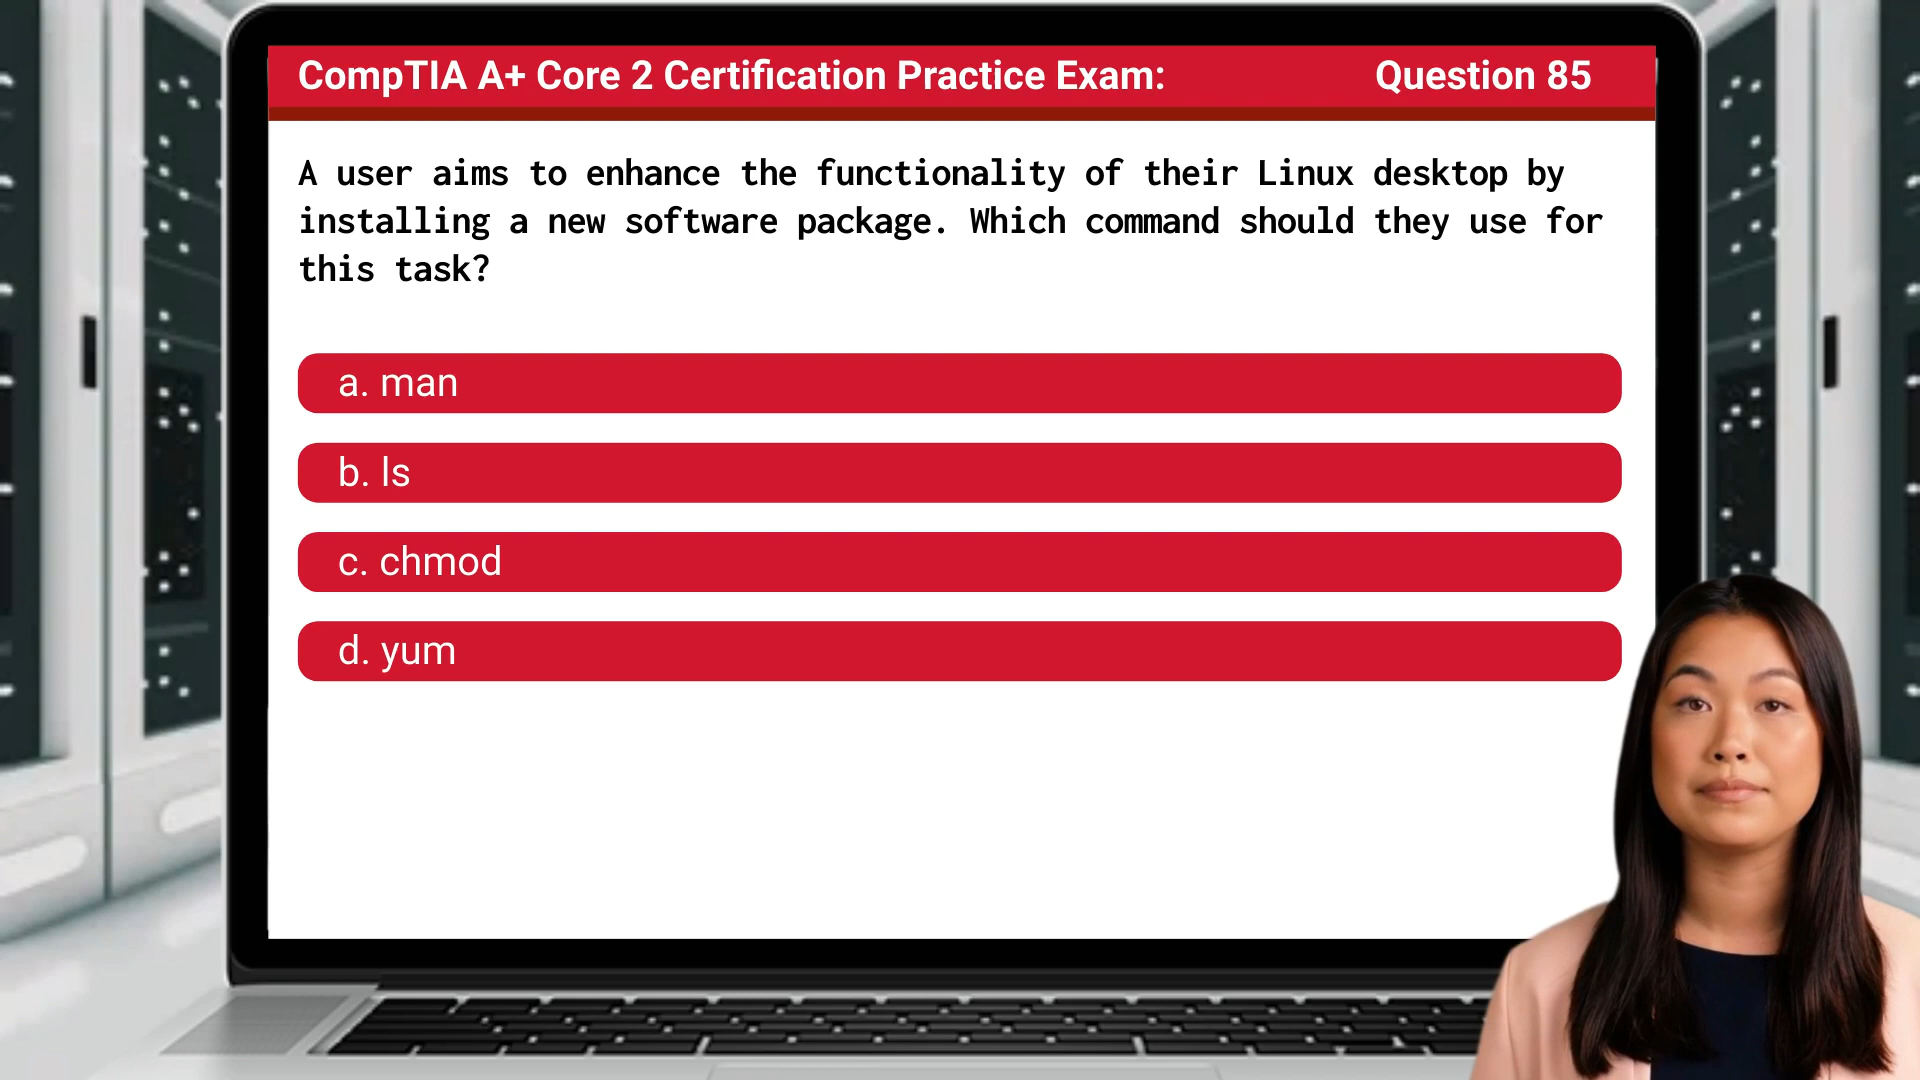 CompTIA A+ Core 2 Certification Practice Exam: Question 85
A user aims to enhance the functionality of their Linux desktop by
installing a new software package. Which command should they use for
this task?
a. man
b. ls
c. chmod
d. yum